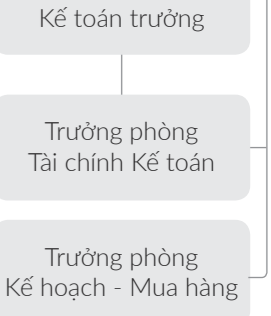 Kế toán trưởng
Trưởng phòng
Tài chính Kế toán
Trưởng phòng
Kế hoạch - Mua hàng